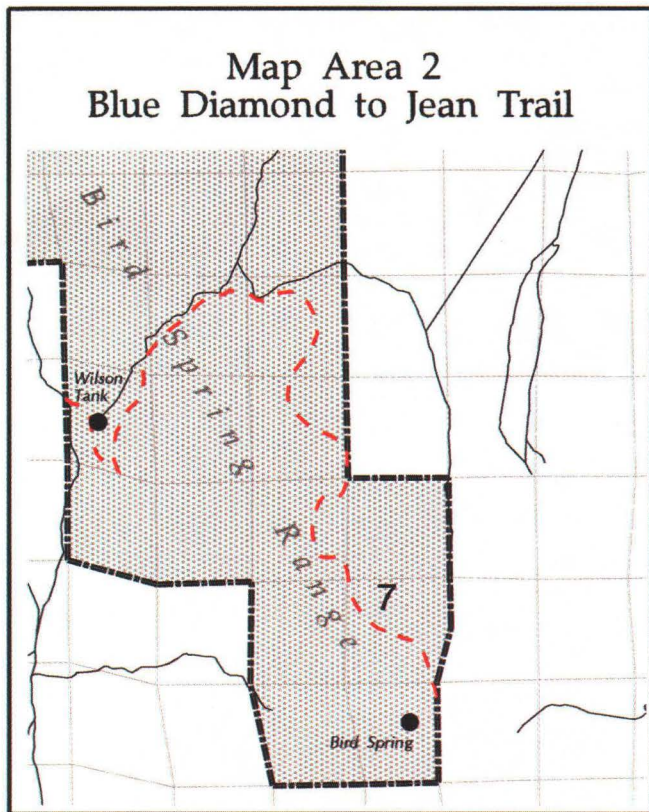 Map Area 2
Blue Diamond to Jean Trail
Bird
Spring
Range
Wilson
Tank
7
Bird Spring